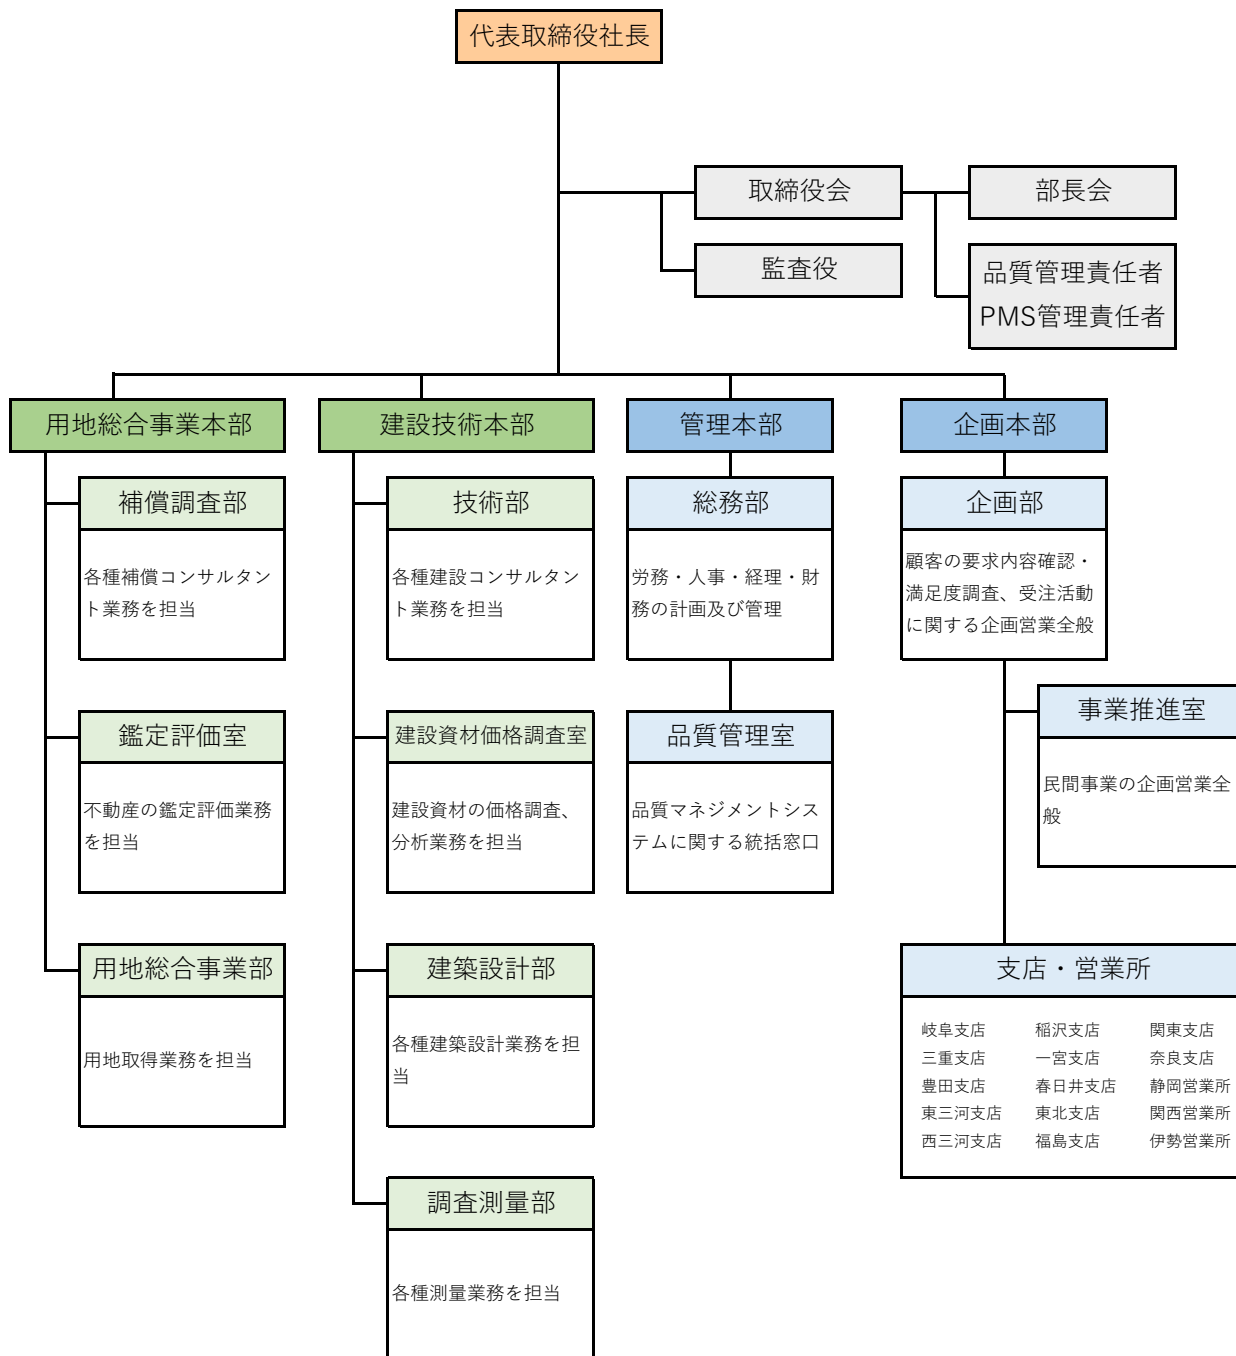 代表取締役社長
取締役会
部長会
監査役
品質管理責任者
PMS管理責任者
用地総合事業本部
建設技術本部
管理本部
企画本部
補償調査部
各種補償コンサルタン
ト業務を担当
技術部
各種建設コンサルタン
ト業務を担当
総務部
労務・人事・経理・財
務の計画及び管理
企画部
顧客の要求内容確認・
満足度調査、受注活動
に関する企画営業全般
鑑定評価室
不動産の鑑定評価業務
を担当
建設資材価格調査室
建設資材の価格調査、
分析業務を担当
品質管理室
品質マネジメントシス
テムに関する統括窓口
事業推進室
民間事業の企画営業全
般
用地総合事業部
用地取得業務を担当
建築設計部
各種建築設計業務を担
当
支店・営業所
岐阜支店 稲沢支店 関東支店
三重支店 一宮支店 奈良支店
豊田支店 春日井支店 静岡営業所
東三河支店 東北支店 関西営業所
西三河支店 福島支店 伊勢営業所
調査測量部
各種測量業務を担当